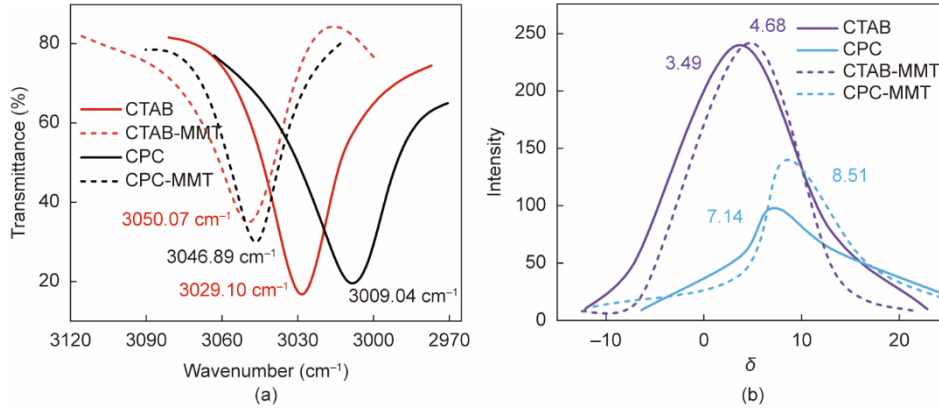 80
60
40
20
Transmittance (%)
CTAB
CTAB-MMT
CPC
CPC-MMT
3050.07 cm⁻¹
3046.89 cm⁻¹
3029.10 cm⁻¹
3009.04 cm⁻¹
3120 3090 3060 3030 3000 2970
Wavenumber (cm⁻¹)
(a)
250
200
150
100
50
0
Intensity
3.49
4.68
7.14
8.51
CTAB
CPC
CTAB-MMT
CPC-MMT
−10 0 10 20
δ
(b)